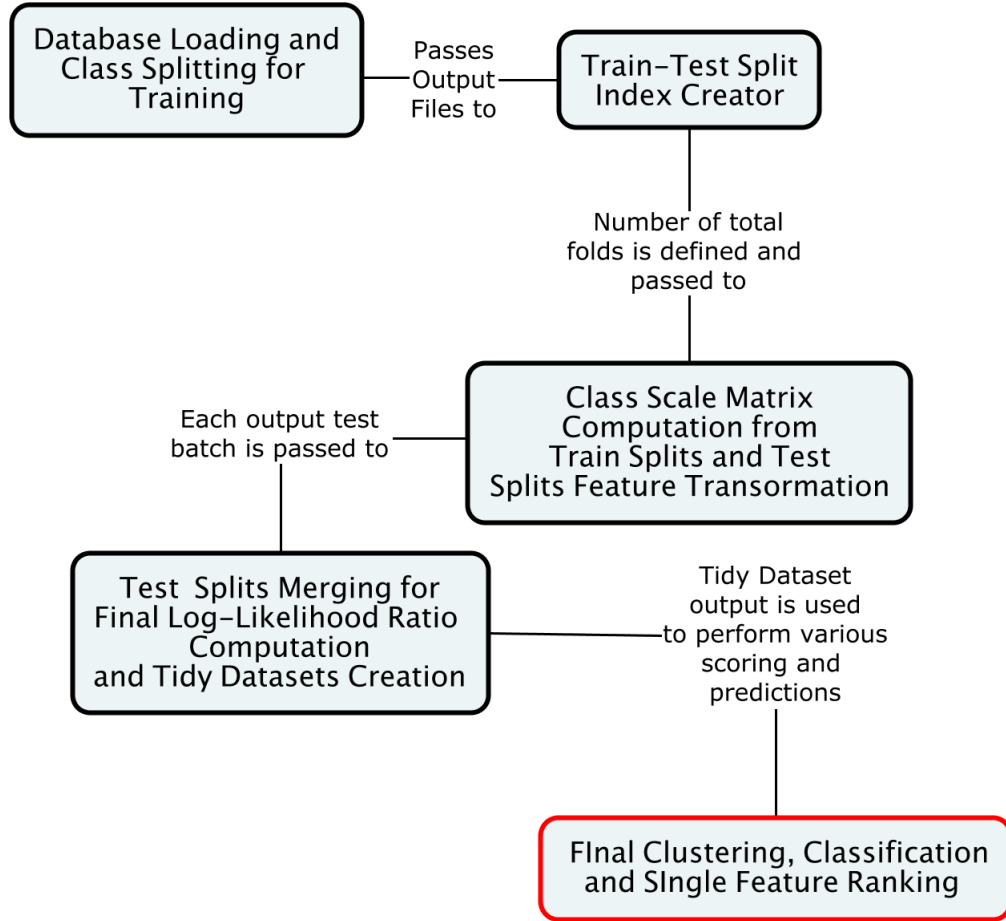 Database Loading and
Class Splitting for
Training
Passes
Output
Files to
Train-Test Split
Index Creator
Number of total
folds is defined and
passed to
Class Scale Matrix
Computation from
Train Splits and Test
Splits Feature Transormation
Each output test
batch is passed to
Test Splits Merging for
Final Log-Likelihood Ratio
Computation
and Tidy Datasets Creation
Tidy Dataset
output is used
to perform various
scoring and
predictions
FInal Clustering, Classification
and SIngle Feature Ranking